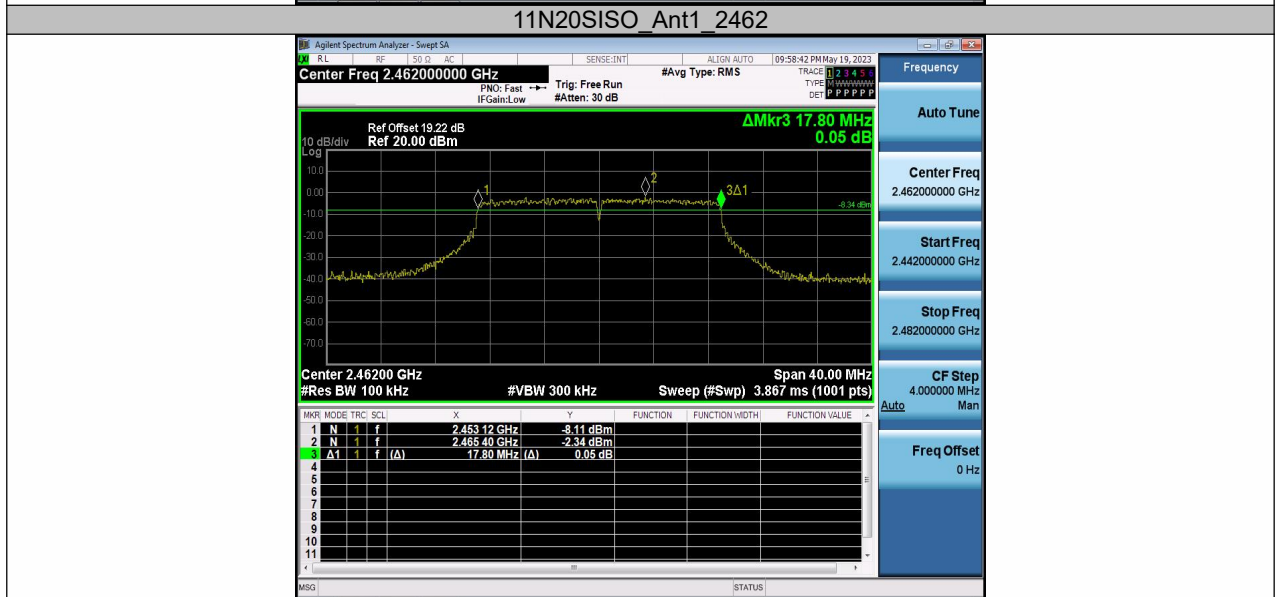 11N20SISO_Ant1_2462
Agilent Spectrum Analyzer - Swept SA
RL RF 50 Ω AC SENSE:INT ALIGN AUTO 09:58:42 PM May 19, 2023
Center Freq 2.462000000 GHz
PNO: Fast
IFGain:Low
Trig: Free Run
#Atten: 30 dB
#Avg Type: RMS
TRACE 1 2 3 4 5 6
TYPE M WWWWW
DET P P P P P P
Frequency
ΔMkr3 17.80 MHz
0.05 dB
Ref Offset 19.22 dB
10 dB/div Ref 20.00 dBm
Log
10.0
0.00
-10.0
-20.0
-30.0
-40.0
-50.0
-60.0
-70.0
1
2
3Δ1
-8.34 dBm
Center 2.46200 GHz Span 40.00 MHz
#Res BW 100 kHz #VBW 300 kHz Sweep (#Swp) 3.867 ms (1001 pts)
MKR MODE TRC SCL X Y FUNCTION FUNCTION WIDTH FUNCTION VALUE
1 N 1 f 2.453 12 GHz -8.11 dBm
2 N 1 f 2.465 40 GHz -2.34 dBm
3 Δ1 1 f (Δ) 17.80 MHz (Δ) 0.05 dB
4
5
6
7
8
9
10
11
MSG STATUS
Auto Tune
Center Freq
2.462000000 GHz
Start Freq
2.442000000 GHz
Stop Freq
2.482000000 GHz
CF Step
4.000000 MHz
Auto Man
Freq Offset
0 Hz